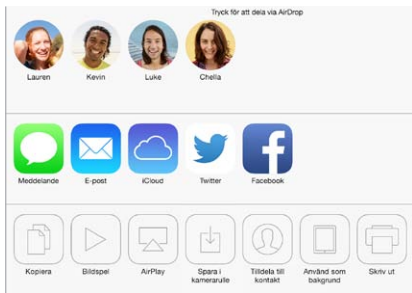 Tryck för att dela via AirDrop
Lauren Kevin Luke Chella
Meddelande E-post iCloud Twitter Facebook
Kopiera Bildspel AirPlay Spara i kamerarulle Tilldela till kontakt Använd som bakgrund Skriv ut